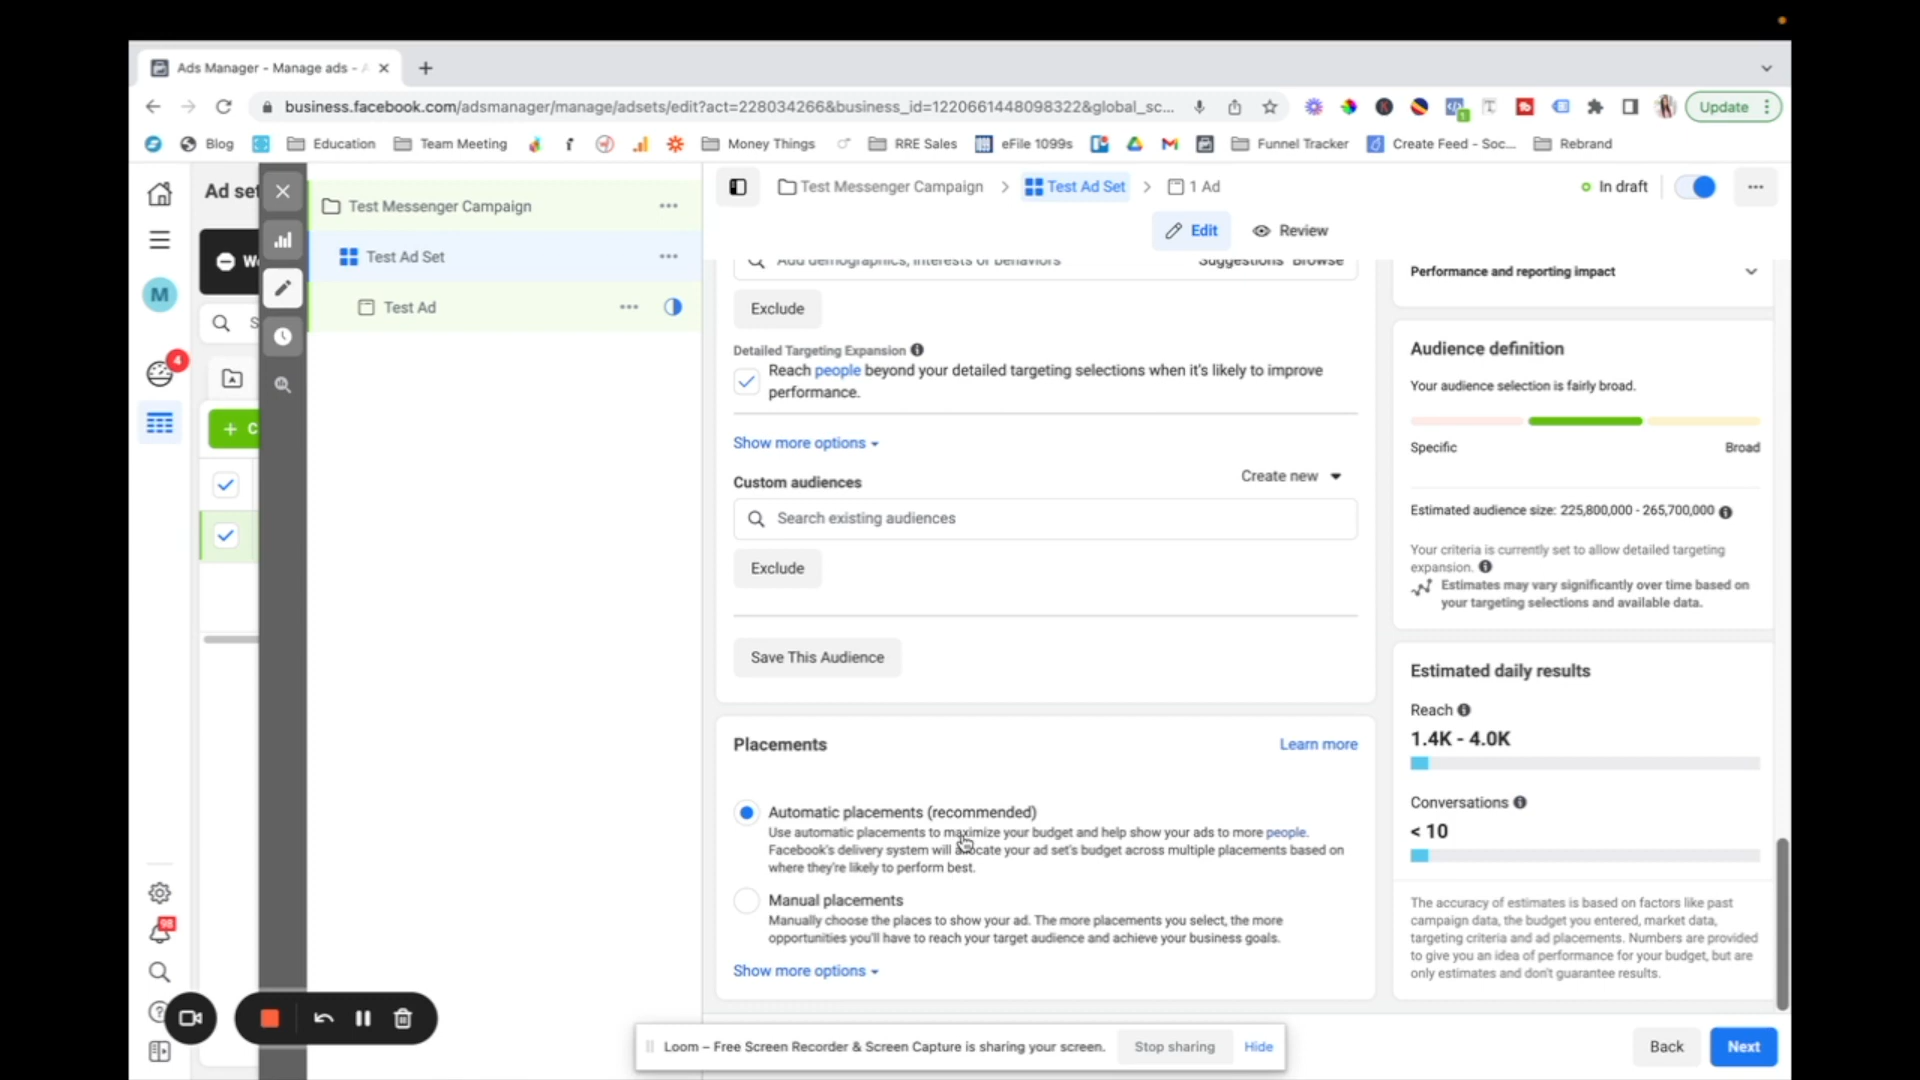 Ads Manager - Manage ads - A
business.facebook.com/adsmanager/manage/adsets/edit?act=228034266&business_id=1220661448098322&global_sc...
Update
Blog
Education
Team Meeting
Money Things
RRE Sales
eFile 1099s
Funnel Tracker
Create Feed - Soc...
Rebrand
Ad set
Test Messenger Campaign
Test Ad Set
Test Ad
M
4
98
Test Messenger Campaign
Test Ad Set
1 Ad
In draft
Edit
Review
Add demographics, interests or behaviors
Suggestions
Browse
Exclude
Detailed Targeting Expansion
Reach people beyond your detailed targeting selections when it's likely to improve
performance.
Show more options
Custom audiences
Create new
Search existing audiences
Exclude
Save This Audience
Placements
Learn more
Automatic placements (recommended)
Use automatic placements to maximize your budget and help show your ads to more people.
Facebook's delivery system will allocate your ad set's budget across multiple placements based on
where they're likely to perform best.
Manual placements
Manually choose the places to show your ad. The more placements you select, the more
opportunities you'll have to reach your target audience and achieve your business goals.
Show more options
Performance and reporting impact
Audience definition
Your audience selection is fairly broad.
Specific
Broad
Estimated audience size: 225,800,000 - 265,700,000
Your criteria is currently set to allow detailed targeting
expansion.
Estimates may vary significantly over time based on
your targeting selections and available data.
Estimated daily results
Reach
1.4K - 4.0K
Conversations
< 10
The accuracy of estimates is based on factors like past
campaign data, the budget you entered, market data,
targeting criteria and ad placements. Numbers are provided
to give you an idea of performance for your budget, but are
only estimates and don't guarantee results.
Loom – Free Screen Recorder & Screen Capture is sharing your screen.
Stop sharing
Hide
Back
Next